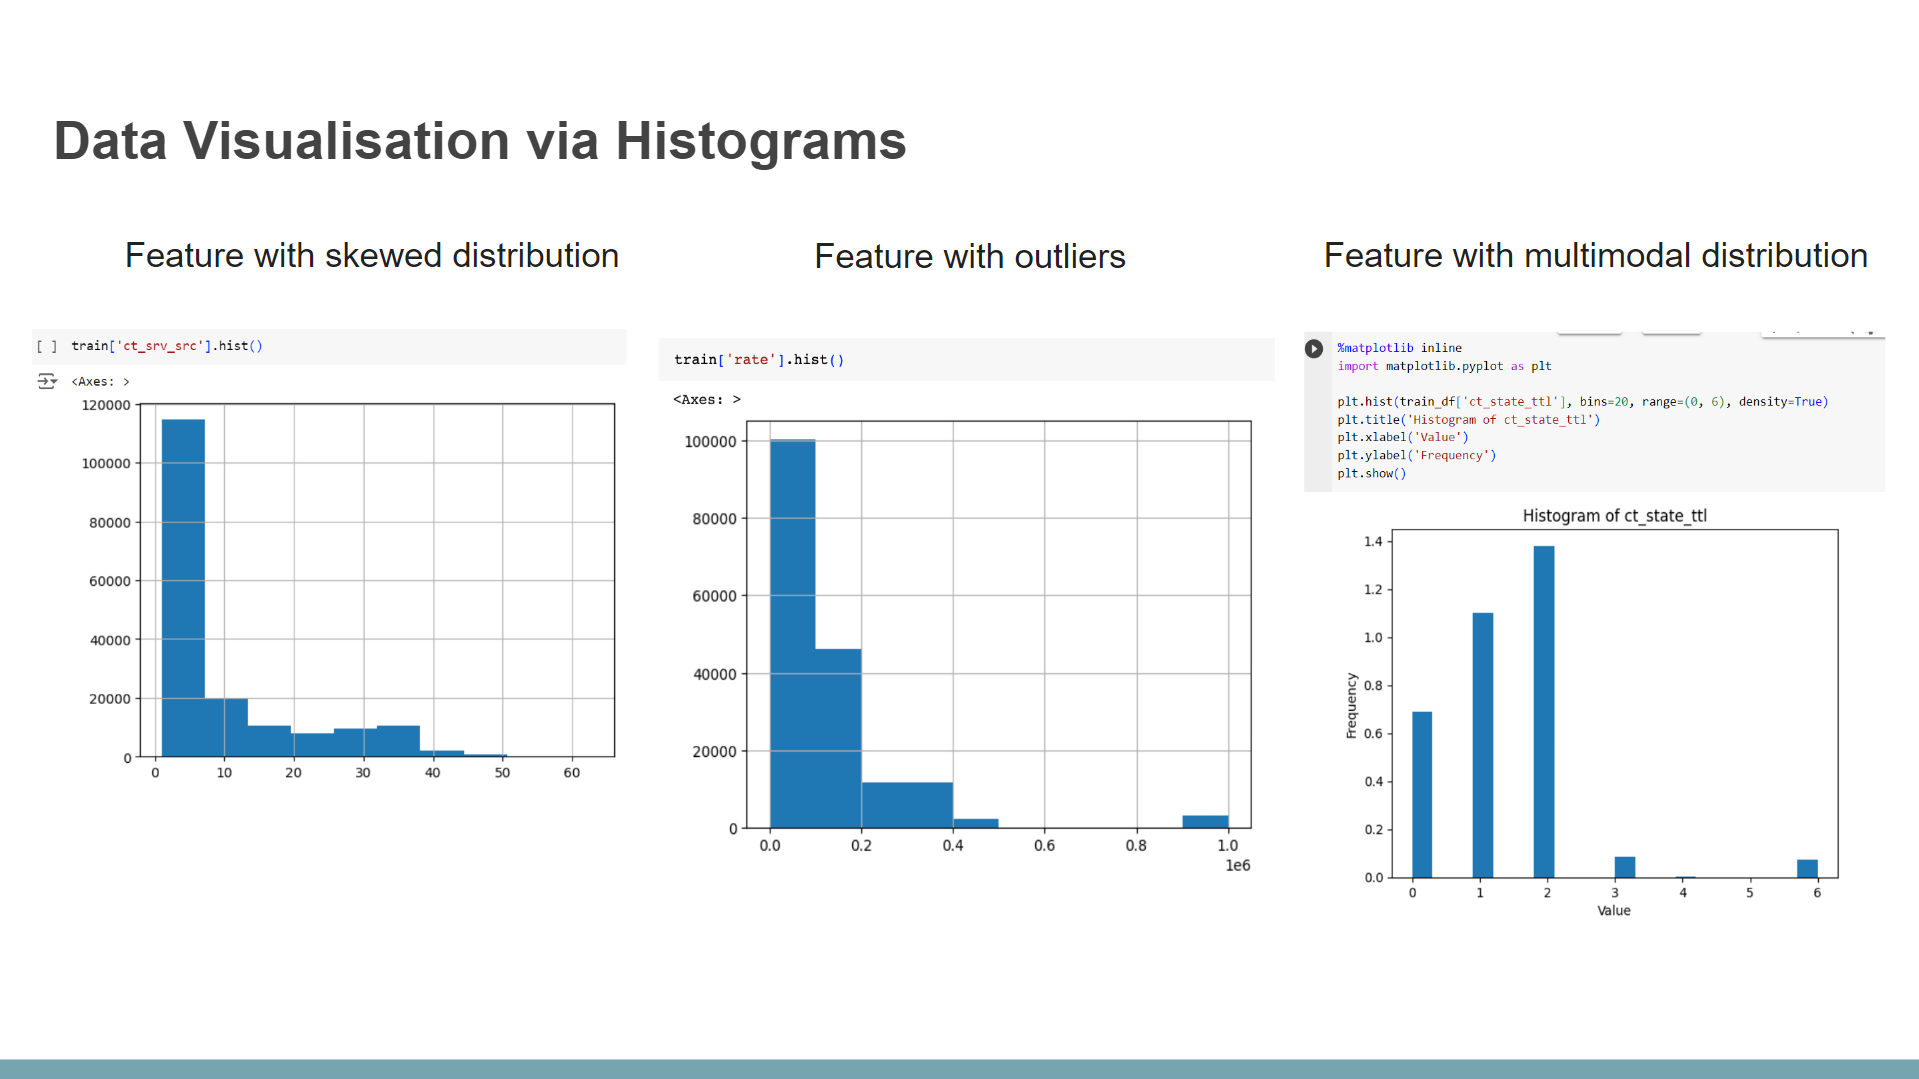 Data Visualisation via Histograms
Feature with skewed distribution
[ ] train['ct_srv_src'].hist()
<Axes: >
120000
100000
80000
60000
40000
20000
0
0 10 20 30 40 50 60
Feature with outliers
train['rate'].hist()
<Axes: >
100000
80000
60000
40000
20000
0
0.0 0.2 0.4 0.6 0.8 1.0
1e6
Feature with multimodal distribution
%matplotlib inline
import matplotlib.pyplot as plt
plt.hist(train_df['ct_state_ttl'], bins=20, range=(0, 6), density=True)
plt.title('Histogram of ct_state_ttl')
plt.xlabel('Value')
plt.ylabel('Frequency')
plt.show()
Histogram of ct_state_ttl
Frequency
1.4
1.2
1.0
0.8
0.6
0.4
0.2
0.0
0 1 2 3 4 5 6
Value